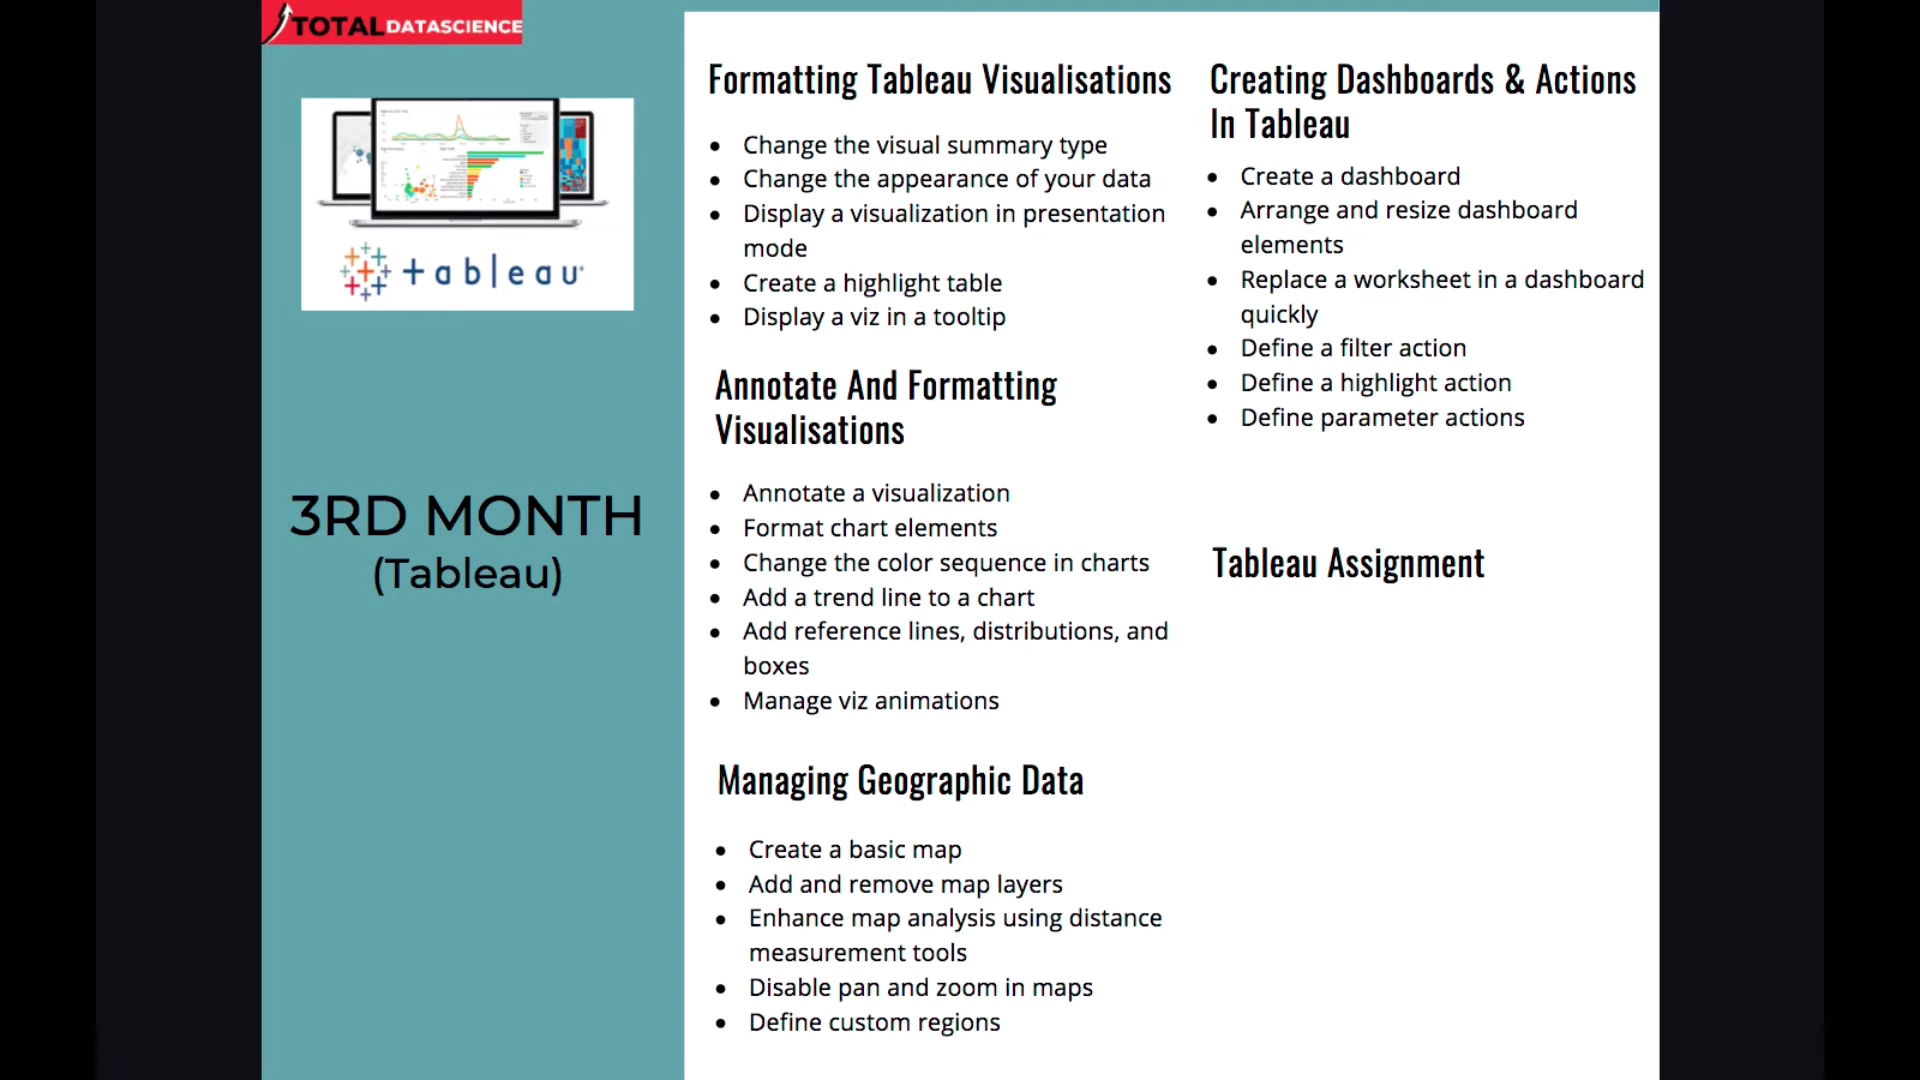 TOTAL DATASCIENCE
+ableau
3RD MONTH
(Tableau)
Formatting Tableau Visualisations
• Change the visual summary type
• Change the appearance of your data
• Display a visualization in presentation
mode
• Create a highlight table
• Display a viz in a tooltip
Annotate And Formatting
Visualisations
• Annotate a visualization
• Format chart elements
• Change the color sequence in charts
• Add a trend line to a chart
• Add reference lines, distributions, and
boxes
• Manage viz animations
Managing Geographic Data
• Create a basic map
• Add and remove map layers
• Enhance map analysis using distance
measurement tools
• Disable pan and zoom in maps
• Define custom regions
Creating Dashboards & Actions
In Tableau
• Create a dashboard
• Arrange and resize dashboard
elements
• Replace a worksheet in a dashboard
quickly
• Define a filter action
• Define a highlight action
• Define parameter actions
Tableau Assignment